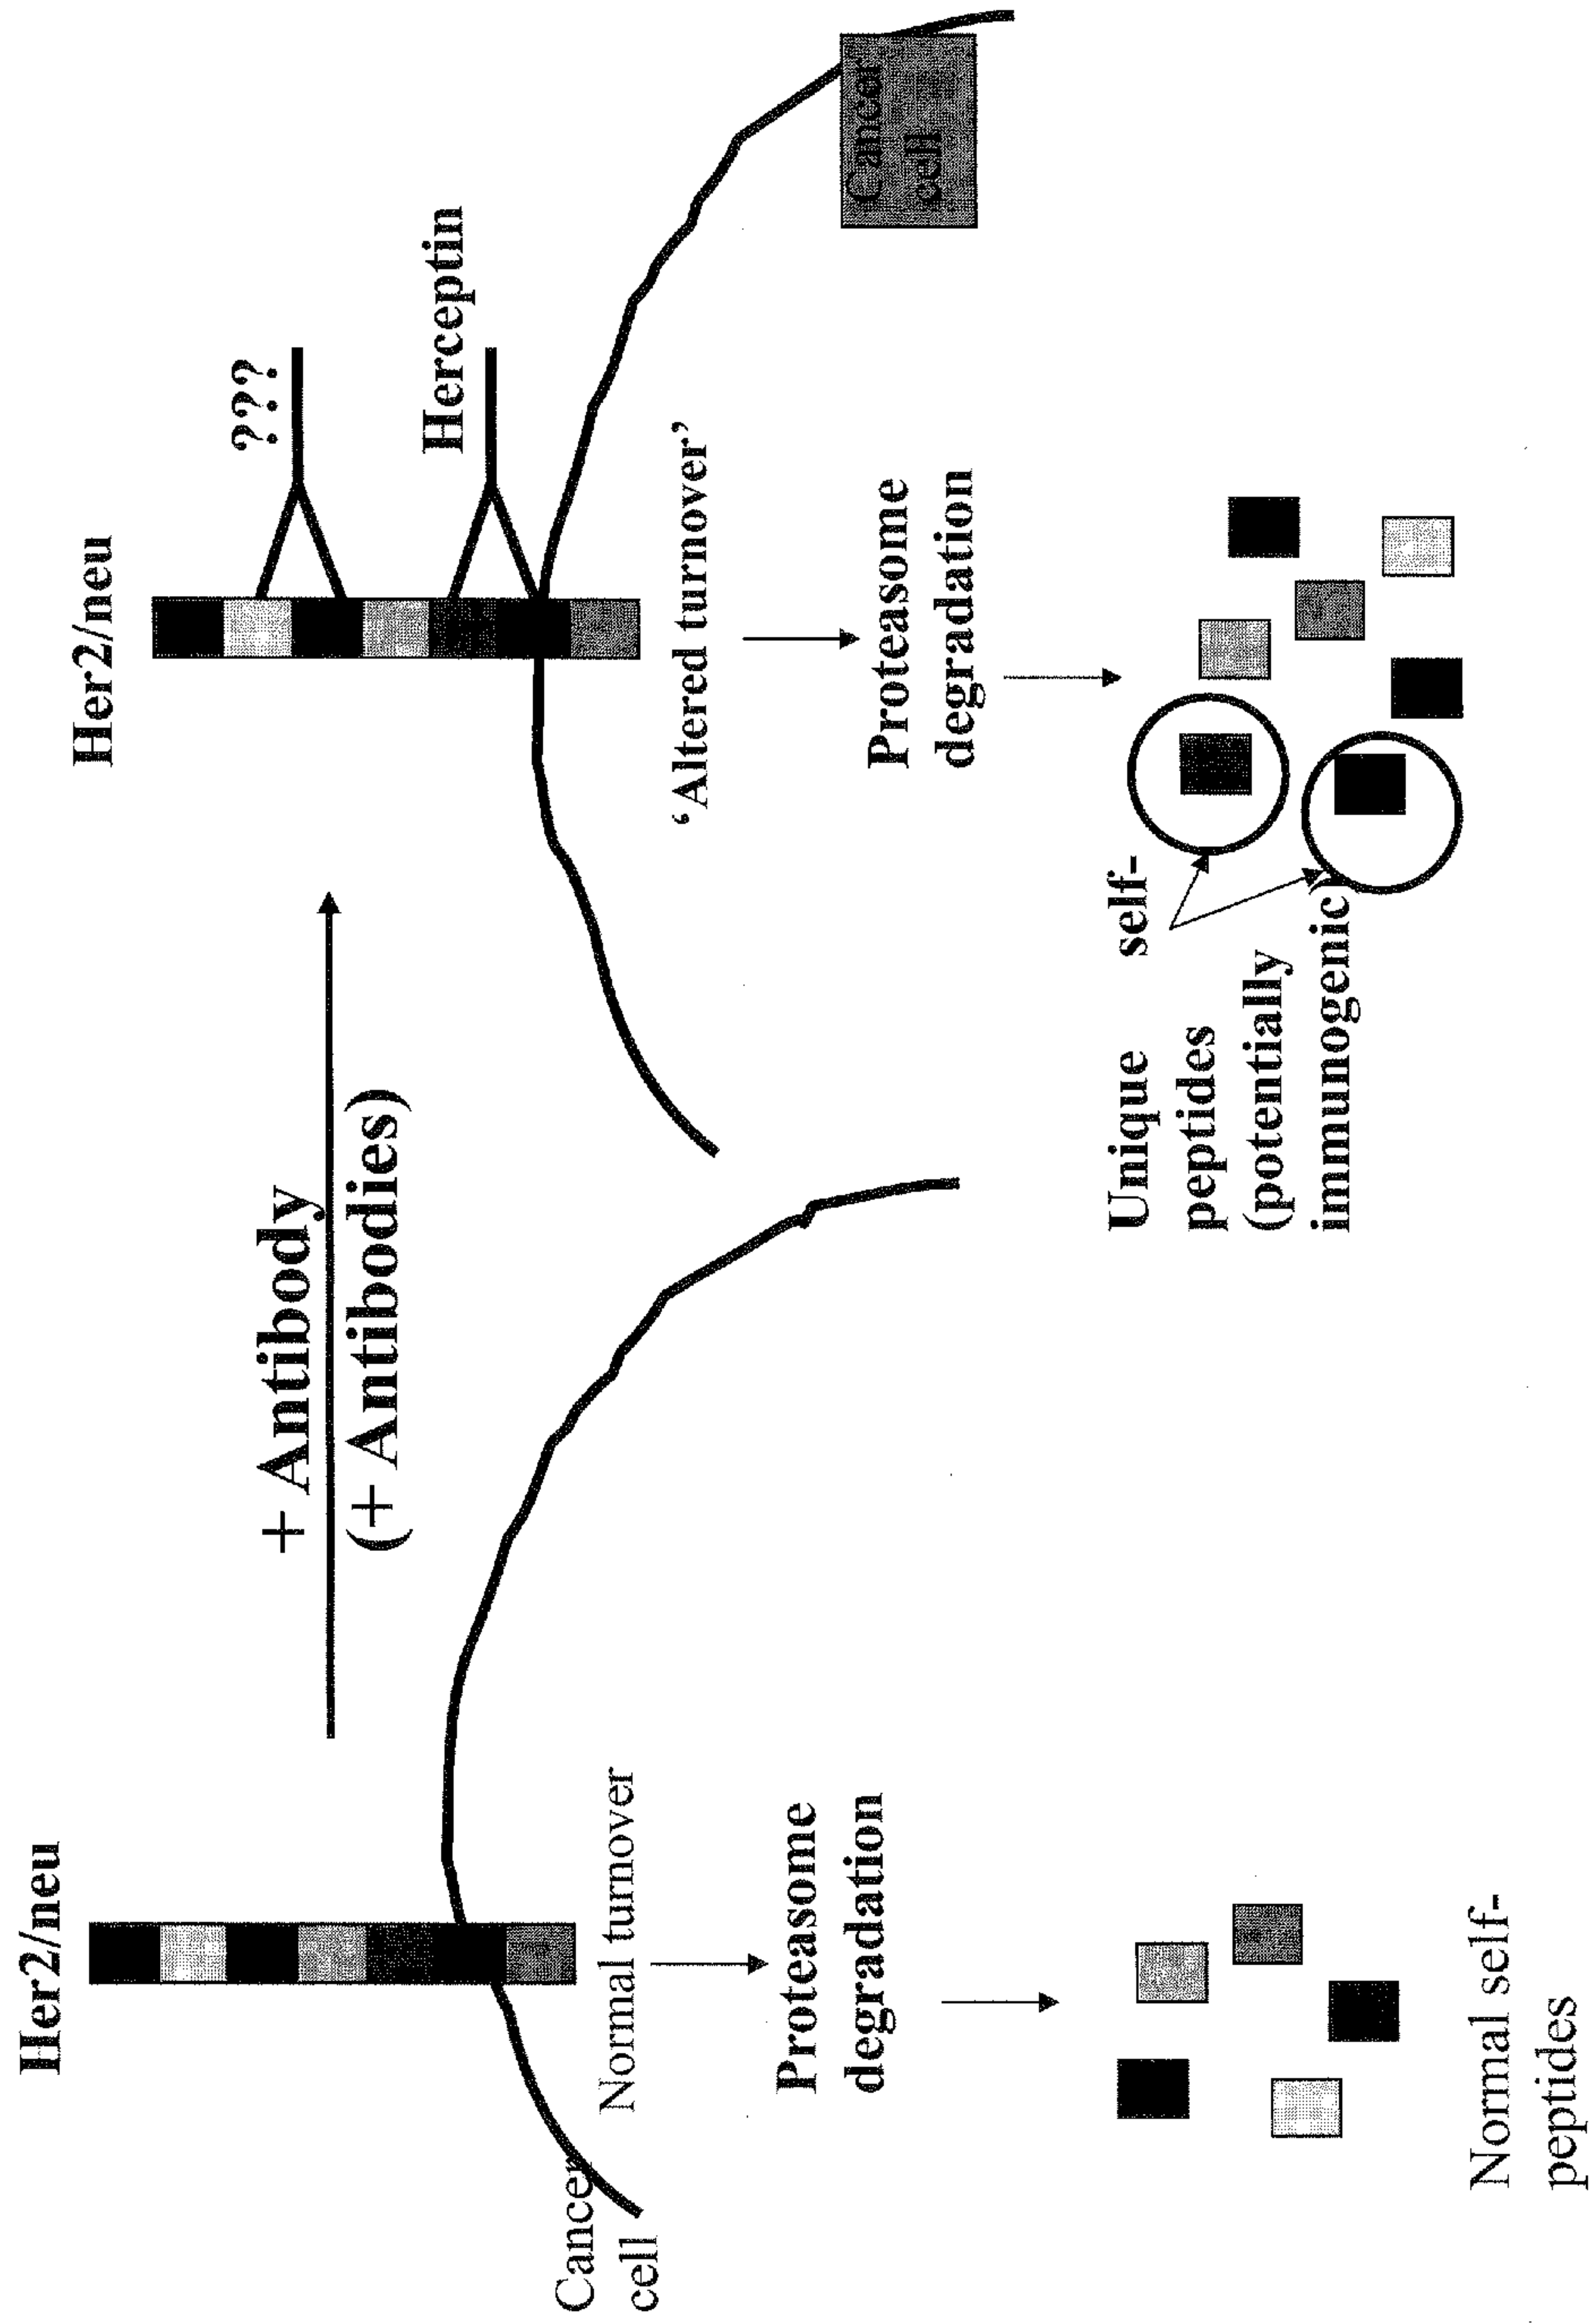 Her2/neu
Cancer
cell
Normal turnover
Proteasome
degradation
Normal self-
peptides
+ Antibody
(+ Antibodies)
Her2/neu
???
Herceptin
‘Altered turnover’
Proteasome
degradation
Unique self-
peptides
(potentially
immunogenic)
Cancer
cell